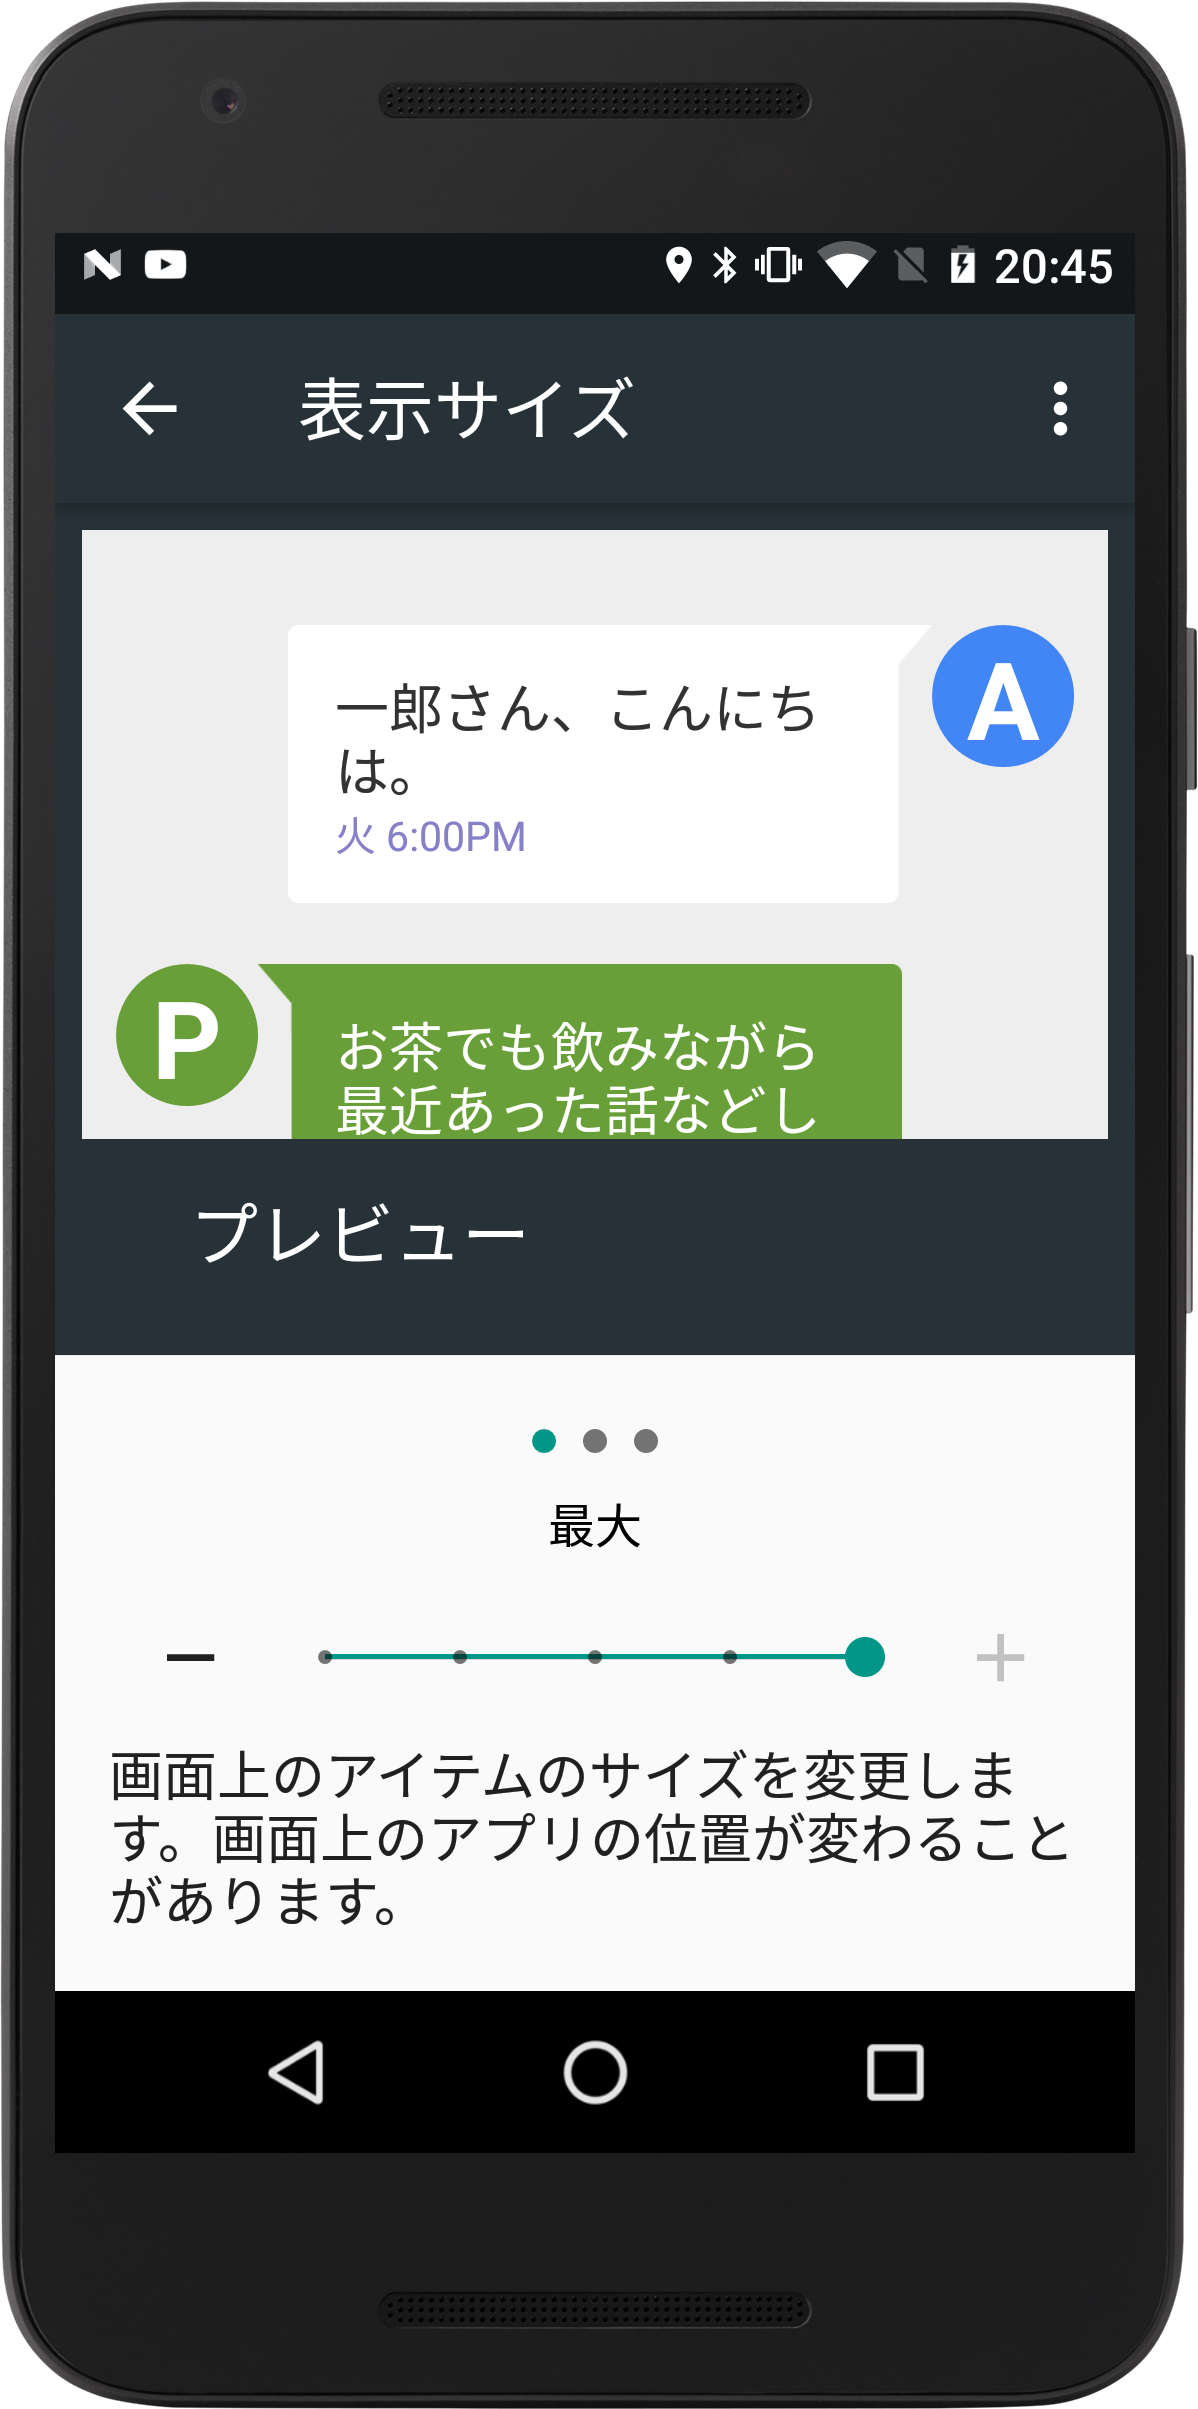 20:45
表示サイズ
一郎さん、こんにち
は。
火 6:00PM
A
P
お茶でも飲みながら
最近あった話などし
プレビュー
最大
画面上のアイテムのサイズを変更しま
す。画面上のアプリの位置が変わること
があります。